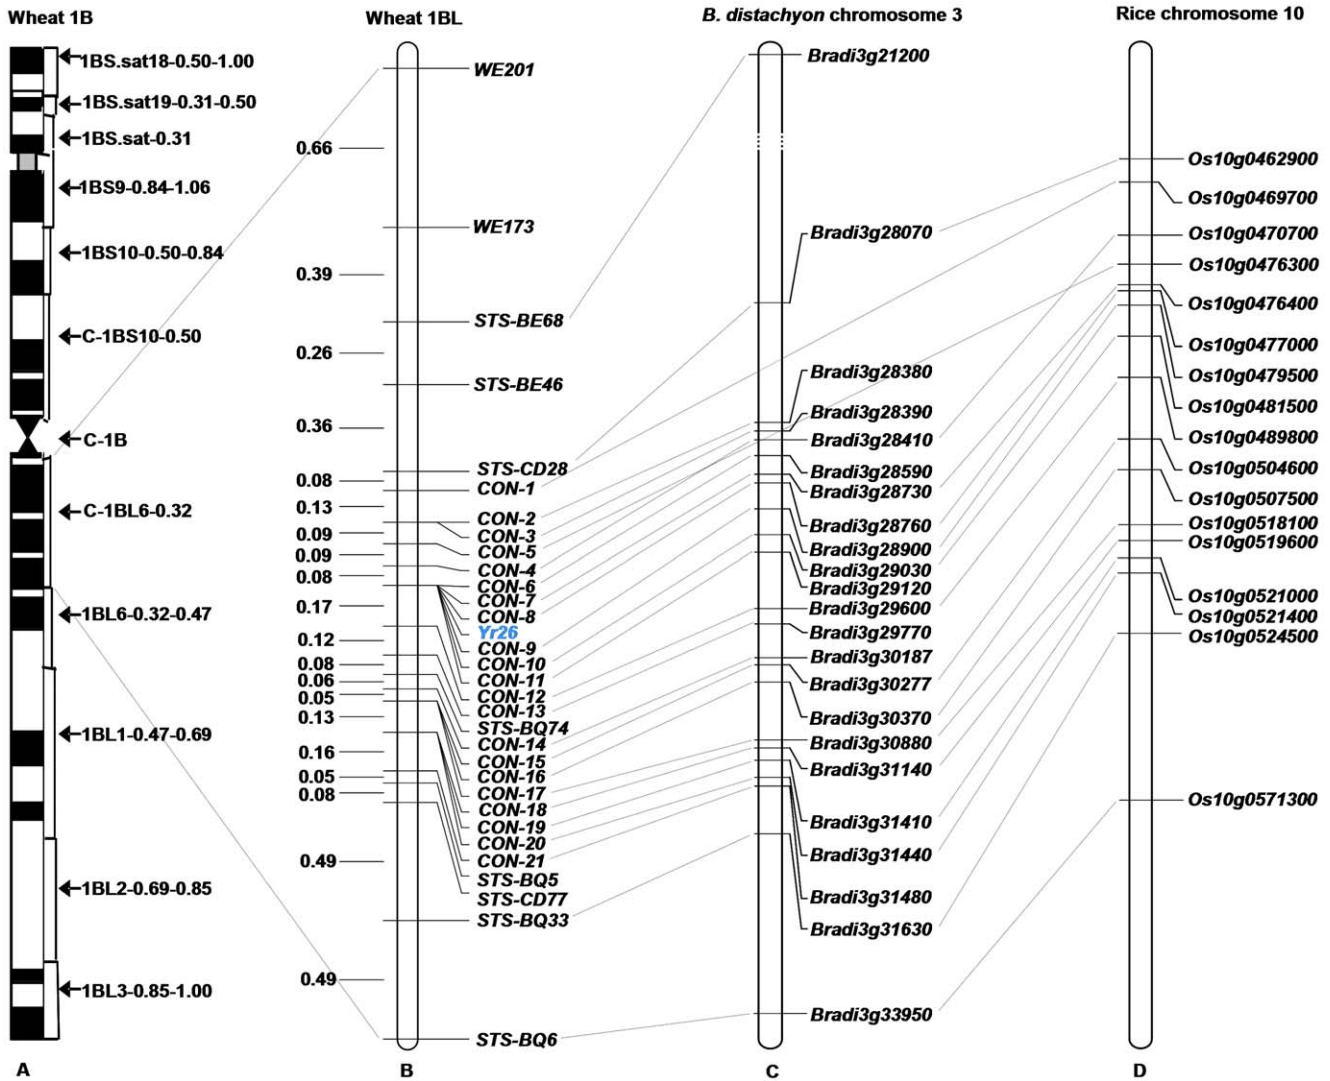 Wheat 1B
1BS.sat18-0.50-1.00
1BS.sat19-0.31-0.50
1BS.sat-0.31
1BS9-0.84-1.06
1BS10-0.50-0.84
C-1BS10-0.50
C-1B
C-1BL6-0.32
1BL6-0.32-0.47
1BL1-0.47-0.69
1BL2-0.69-0.85
1BL3-0.85-1.00
A
Wheat 1BL
0.66
0.39
0.26
0.36
0.08
0.13
0.09
0.09
0.08
0.17
0.12
0.08
0.06
0.05
0.13
0.16
0.05
0.08
0.49
0.49
WE201
WE173
STS-BE68
STS-BE46
STS-CD28
CON-1
CON-2
CON-3
CON-5
CON-4
CON-6
CON-7
CON-8
Yr26
CON-9
CON-10
CON-11
CON-12
CON-13
STS-BQ74
CON-14
CON-15
CON-16
CON-17
CON-18
CON-19
CON-20
CON-21
STS-BQ5
STS-CD77
STS-BQ33
STS-BQ6
B
B. distachyon chromosome 3
Bradi3g21200
Bradi3g28070
Bradi3g28380
Bradi3g28390
Bradi3g28410
Bradi3g28590
Bradi3g28730
Bradi3g28760
Bradi3g28900
Bradi3g29030
Bradi3g29120
Bradi3g29600
Bradi3g29770
Bradi3g30187
Bradi3g30277
Bradi3g30370
Bradi3g30880
Bradi3g31140
Bradi3g31410
Bradi3g31440
Bradi3g31480
Bradi3g31630
Bradi3g33950
C
Rice chromosome 10
Os10g0462900
Os10g0469700
Os10g0470700
Os10g0476300
Os10g0476400
Os10g0477000
Os10g0479500
Os10g0481500
Os10g0489800
Os10g0504600
Os10g0507500
Os10g0518100
Os10g0519600
Os10g0521000
Os10g0521400
Os10g0524500
Os10g0571300
D